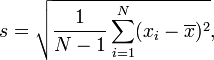 s = \sqrt{\frac{1}{N-1} \sum_{i=1}^{N} (x_i - \overline{x})^2},